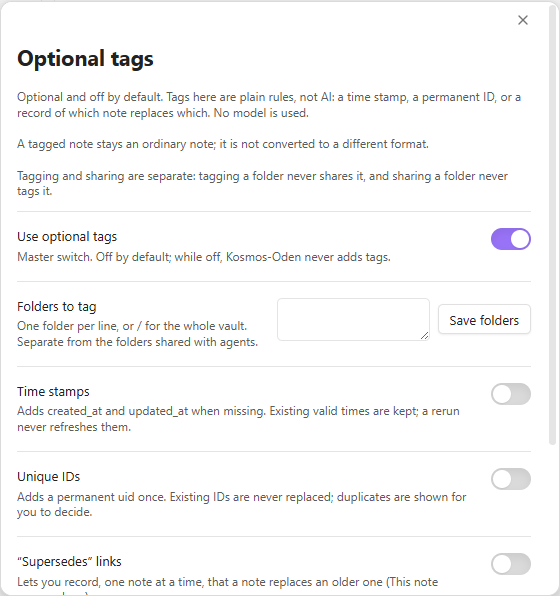 Optional tags
Optional and off by default. Tags here are plain rules, not AI: a time stamp, a permanent ID, or a
record of which note replaces which. No model is used.
A tagged note stays an ordinary note; it is not converted to a different format.
Tagging and sharing are separate: tagging a folder never shares it, and sharing a folder never
tags it.
Use optional tags
Master switch. Off by default; while off, Kosmos-Oden never adds tags.
Folders to tag
One folder per line, or / for the whole vault.
Separate from the folders shared with agents.
Save folders
Time stamps
Adds created_at and updated_at when missing. Existing valid times are kept; a rerun
never refreshes them.
Unique IDs
Adds a permanent uid once. Existing IDs are never replaced; duplicates are shown for
you to decide.
“Supersedes” links
Lets you record, one note at a time, that a note replaces an older one (This note